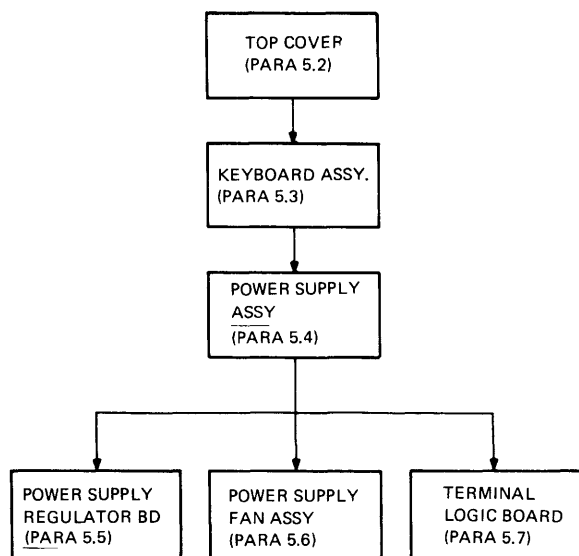 TOP COVER
(PARA 5.2)
KEYBOARD ASSY.
(PARA 5.3)
POWER SUPPLY
ASSY
(PARA 5.4)
POWER SUPPLY
REGULATOR BD
(PARA 5.5)
POWER SUPPLY
FAN ASSY
(PARA 5.6)
TERMINAL
LOGIC BOARD
(PARA 5.7)